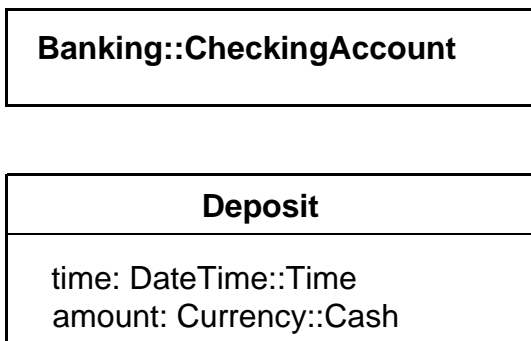 Banking::CheckingAccount
Deposit
time: DateTime::Time
amount: Currency::Cash